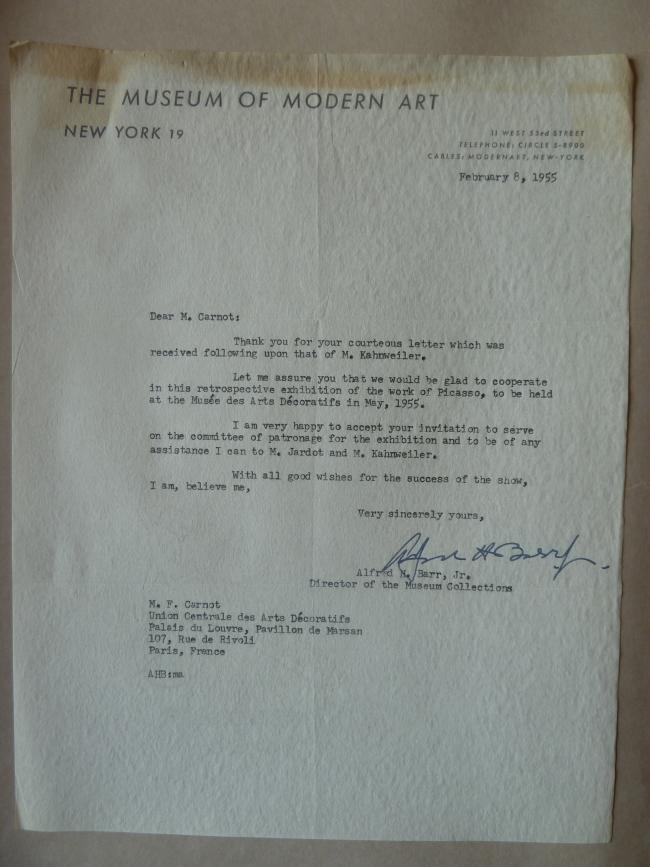 THE MUSEUM OF MODERN ART
NEW YORK 19
11 WEST 53rd STREET
TELEPHONE: CIRCLE 5-8900
CABLES: MODERNART, NEW-YORK
February 8, 1955
Dear M. Carnot:
Thank you for your courteous letter which was
received following upon that of M. Kahnweiler.
Let me assure you that we would be glad to cooperate
in this retrospective exhibition of the work of Picasso, to be held
at the Musée des Arts Décoratifs in May, 1955.
I am very happy to accept your invitation to serve
on the committee of patronage for the exhibition and to be of any
assistance I can to M. Jardot and M. Kahnweiler.
With all good wishes for the success of the show,
I am, believe me,
Very sincerely yours,
Alfred H Barr Jr.
Alfred H. Barr, Jr.
Director of the Museum Collections
M. F. Carnot
Union Centrale des Arts Décoratifs
Palais du Louvre, Pavillon de Marsan
107, Rue de Rivoli
Paris, France
AHB:ma